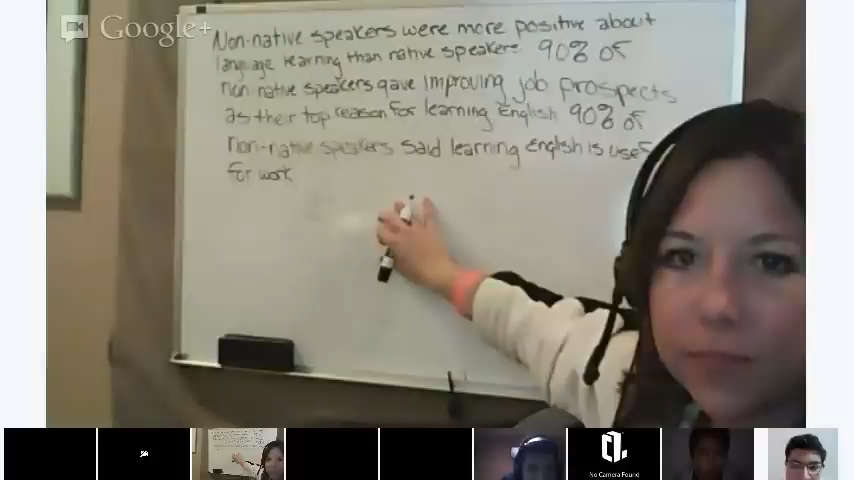 Google+
Non-native speakers were more positive about
language learning than native speakers 90% of
non native speakers gave improving job prospects
as their top reason for learning English 90% of
non-native speakers said learning English is usef
for work
No Camera Found